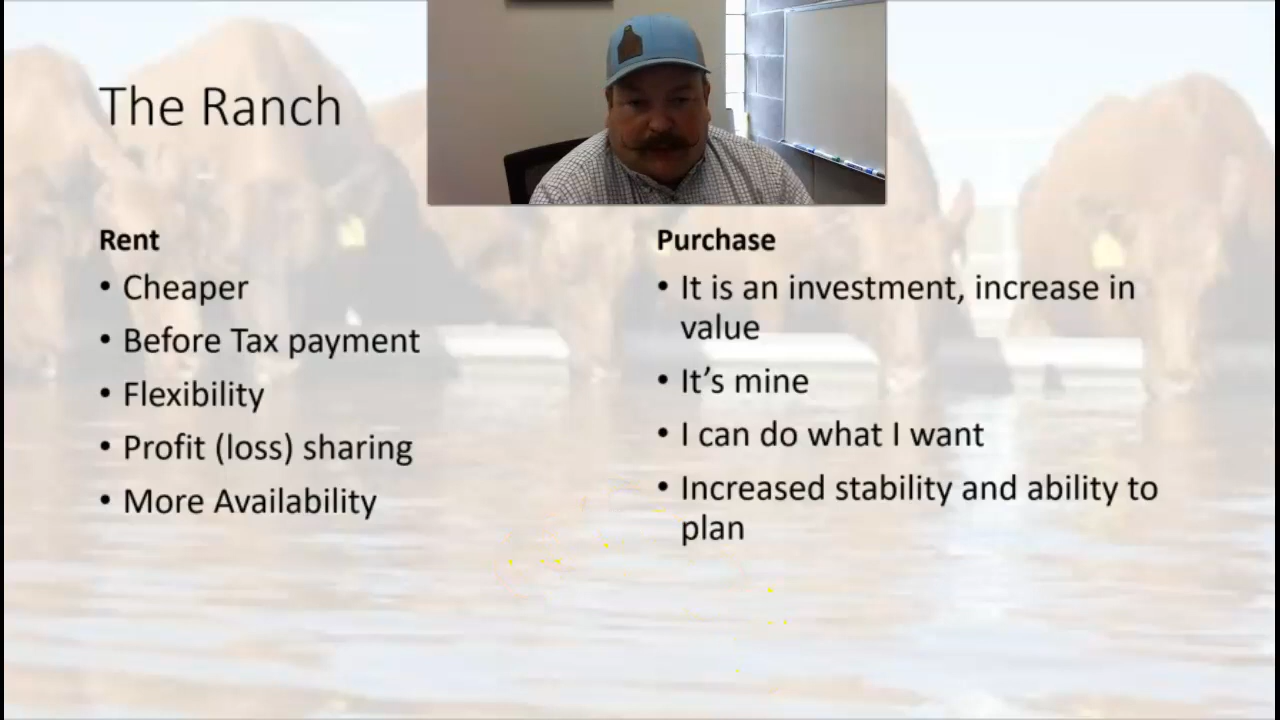 The Ranch
Rent
• Cheaper
• Before Tax payment
• Flexibility
• Profit (loss) sharing
• More Availability
Purchase
• It is an investment, increase in
value
• It’s mine
• I can do what I want
• Increased stability and ability to
plan